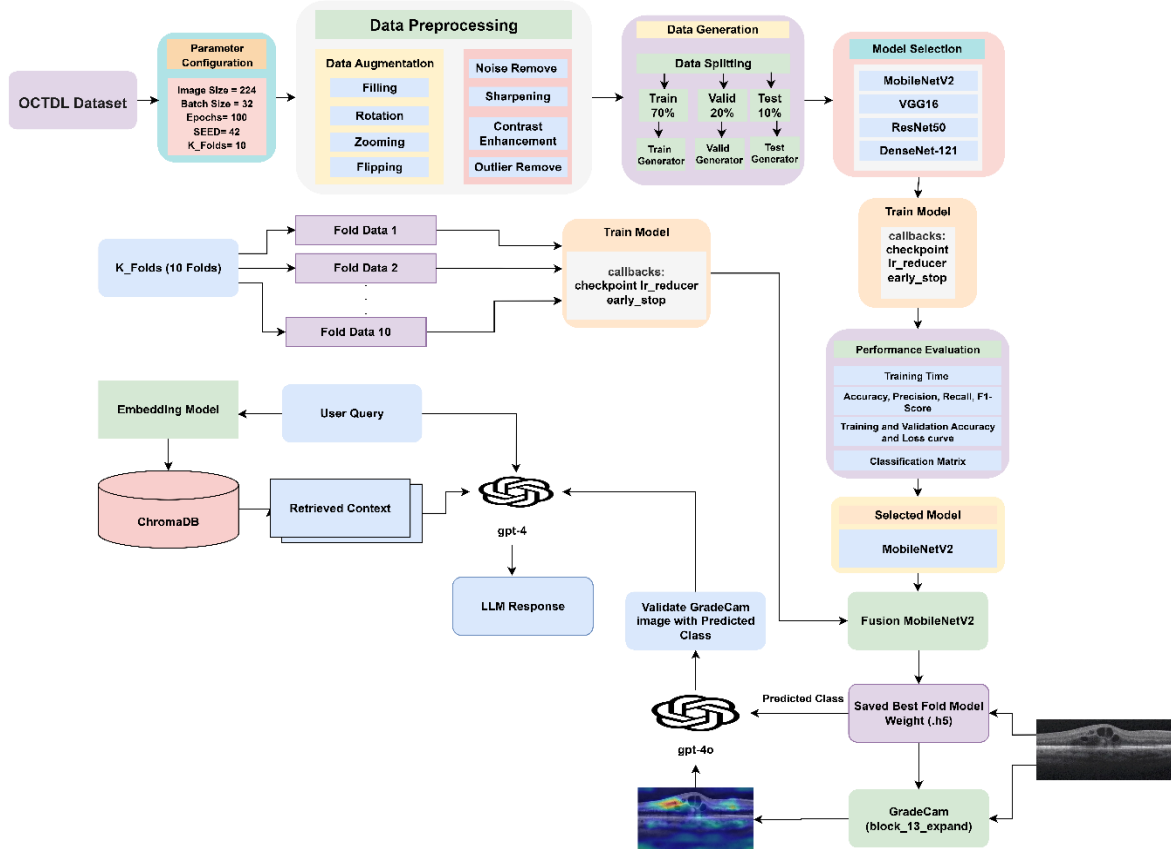 OCTDL Dataset
Parameter
Configuration
Image Size = 224
Batch Size = 32
Epochs= 100
SEED= 42
K_Folds= 10
Data Preprocessing
Data Augmentation
Filling
Rotation
Zooming
Flipping
Noise Remove
Sharpening
Contrast
Enhancement
Outlier Remove
Data Generation
Data Splitting
Train
70%
Valid
20%
Test
10%
Train
Generator
Valid
Generator
Test
Generator
Model Selection
MobileNetV2
VGG16
ResNet50
DenseNet-121
Train Model
callbacks:
checkpoint
lr_reducer
early_stop
K_Folds (10 Folds)
Fold Data 1
Fold Data 2
.
.
.
Fold Data 10
Train Model
callbacks:
checkpoint lr_reducer
early_stop
Performance Evaluation
Training Time
Accuracy, Precision, Recall, F1-
Score
Training and Validation Accuracy
and Loss curve
Classification Matrix
Selected Model
MobileNetV2
Fusion MobileNetV2
Embedding Model
User Query
ChromaDB
Retrieved Context
gpt-4
LLM Response
Validate GradeCam
image with Predicted
Class
Predicted Class
gpt-4o
Saved Best Fold Model
Weight (.h5)
GradeCam
(block_13_expand)